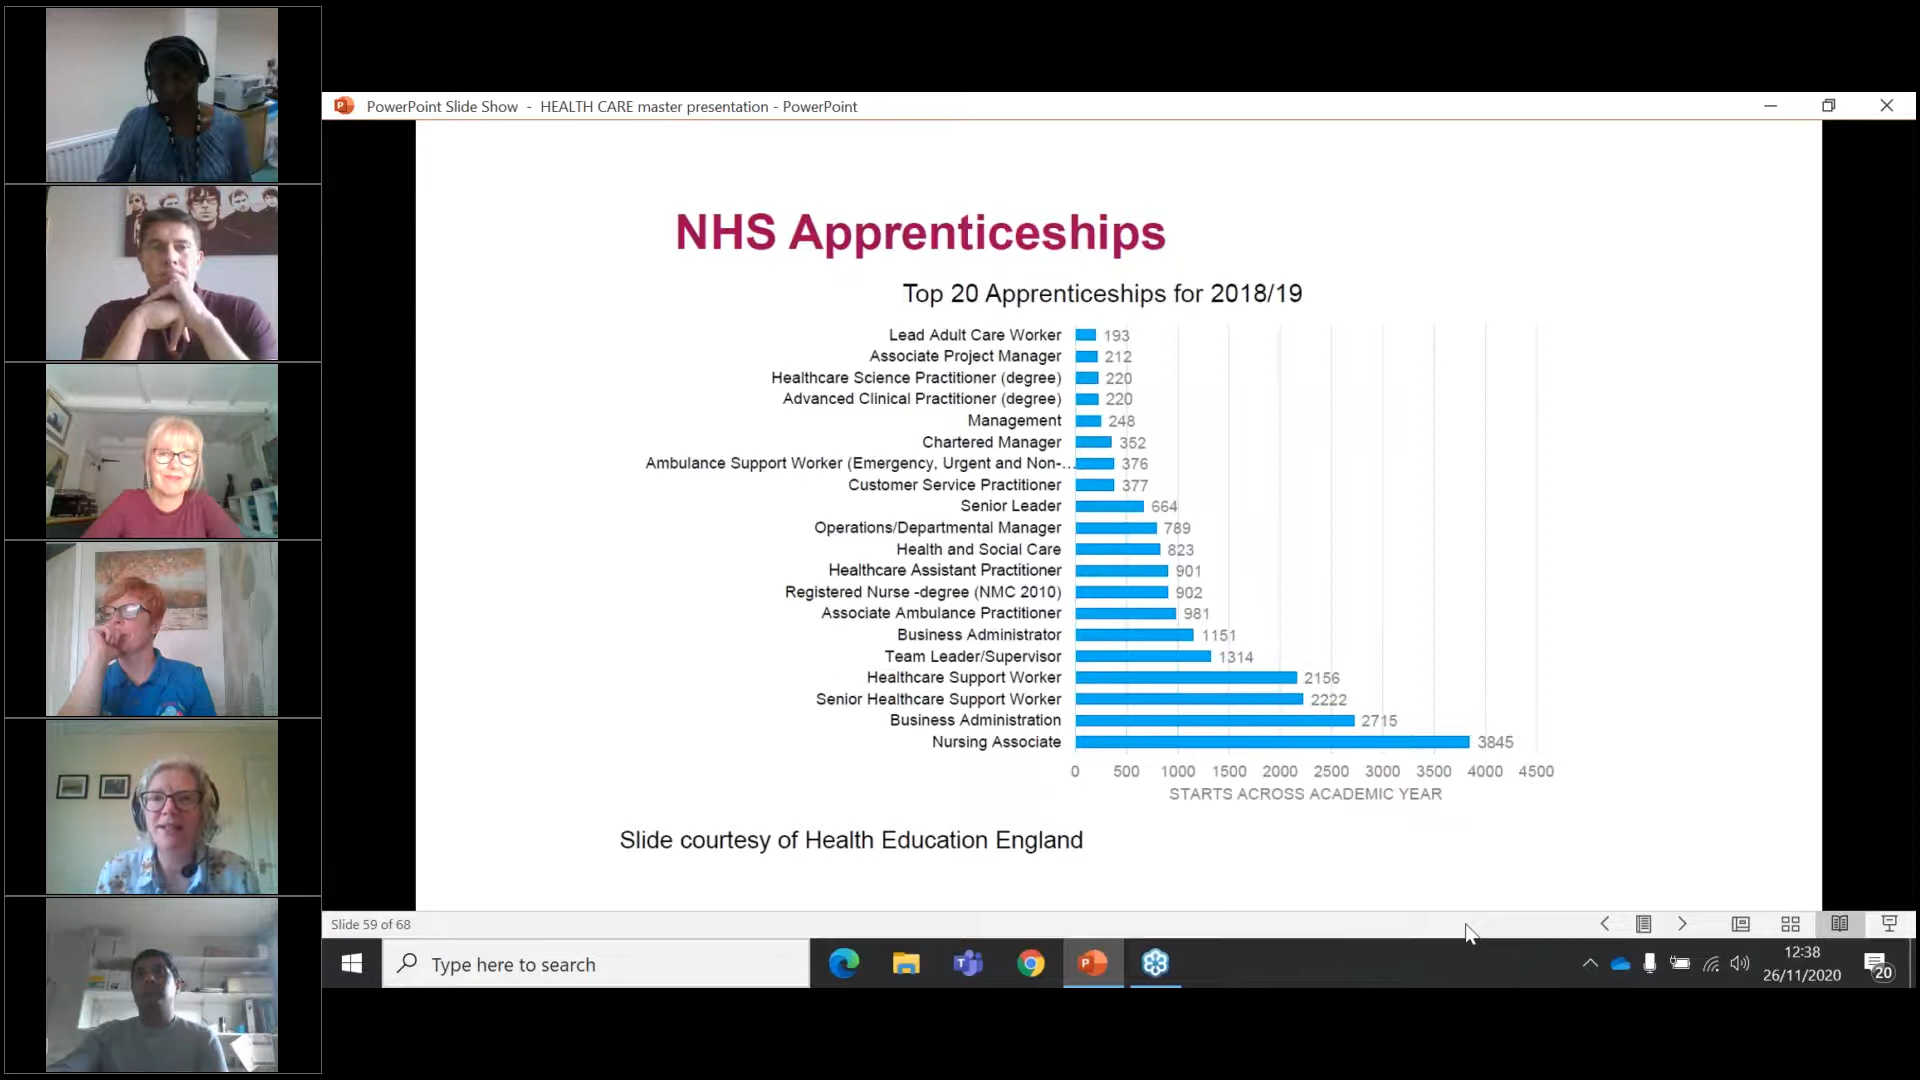 PowerPoint Slide Show - HEALTH CARE master presentation - PowerPoint
NHS Apprenticeships
Top 20 Apprenticeships for 2018/19
Lead Adult Care Worker 193
Associate Project Manager 212
Healthcare Science Practitioner (degree) 220
Advanced Clinical Practitioner (degree) 220
Management 248
Chartered Manager 352
Ambulance Support Worker (Emergency, Urgent and Non-... 376
Customer Service Practitioner 377
Senior Leader 664
Operations/Departmental Manager 789
Health and Social Care 823
Healthcare Assistant Practitioner 901
Registered Nurse -degree (NMC 2010) 902
Associate Ambulance Practitioner 981
Business Administrator 1151
Team Leader/Supervisor 1314
Healthcare Support Worker 2156
Senior Healthcare Support Worker 2222
Business Administration 2715
Nursing Associate 3845
0 500 1000 1500 2000 2500 3000 3500 4000 4500
STARTS ACROSS ACADEMIC YEAR
Slide courtesy of Health Education England
Slide 59 of 68
Type here to search
12:38
26/11/2020
20